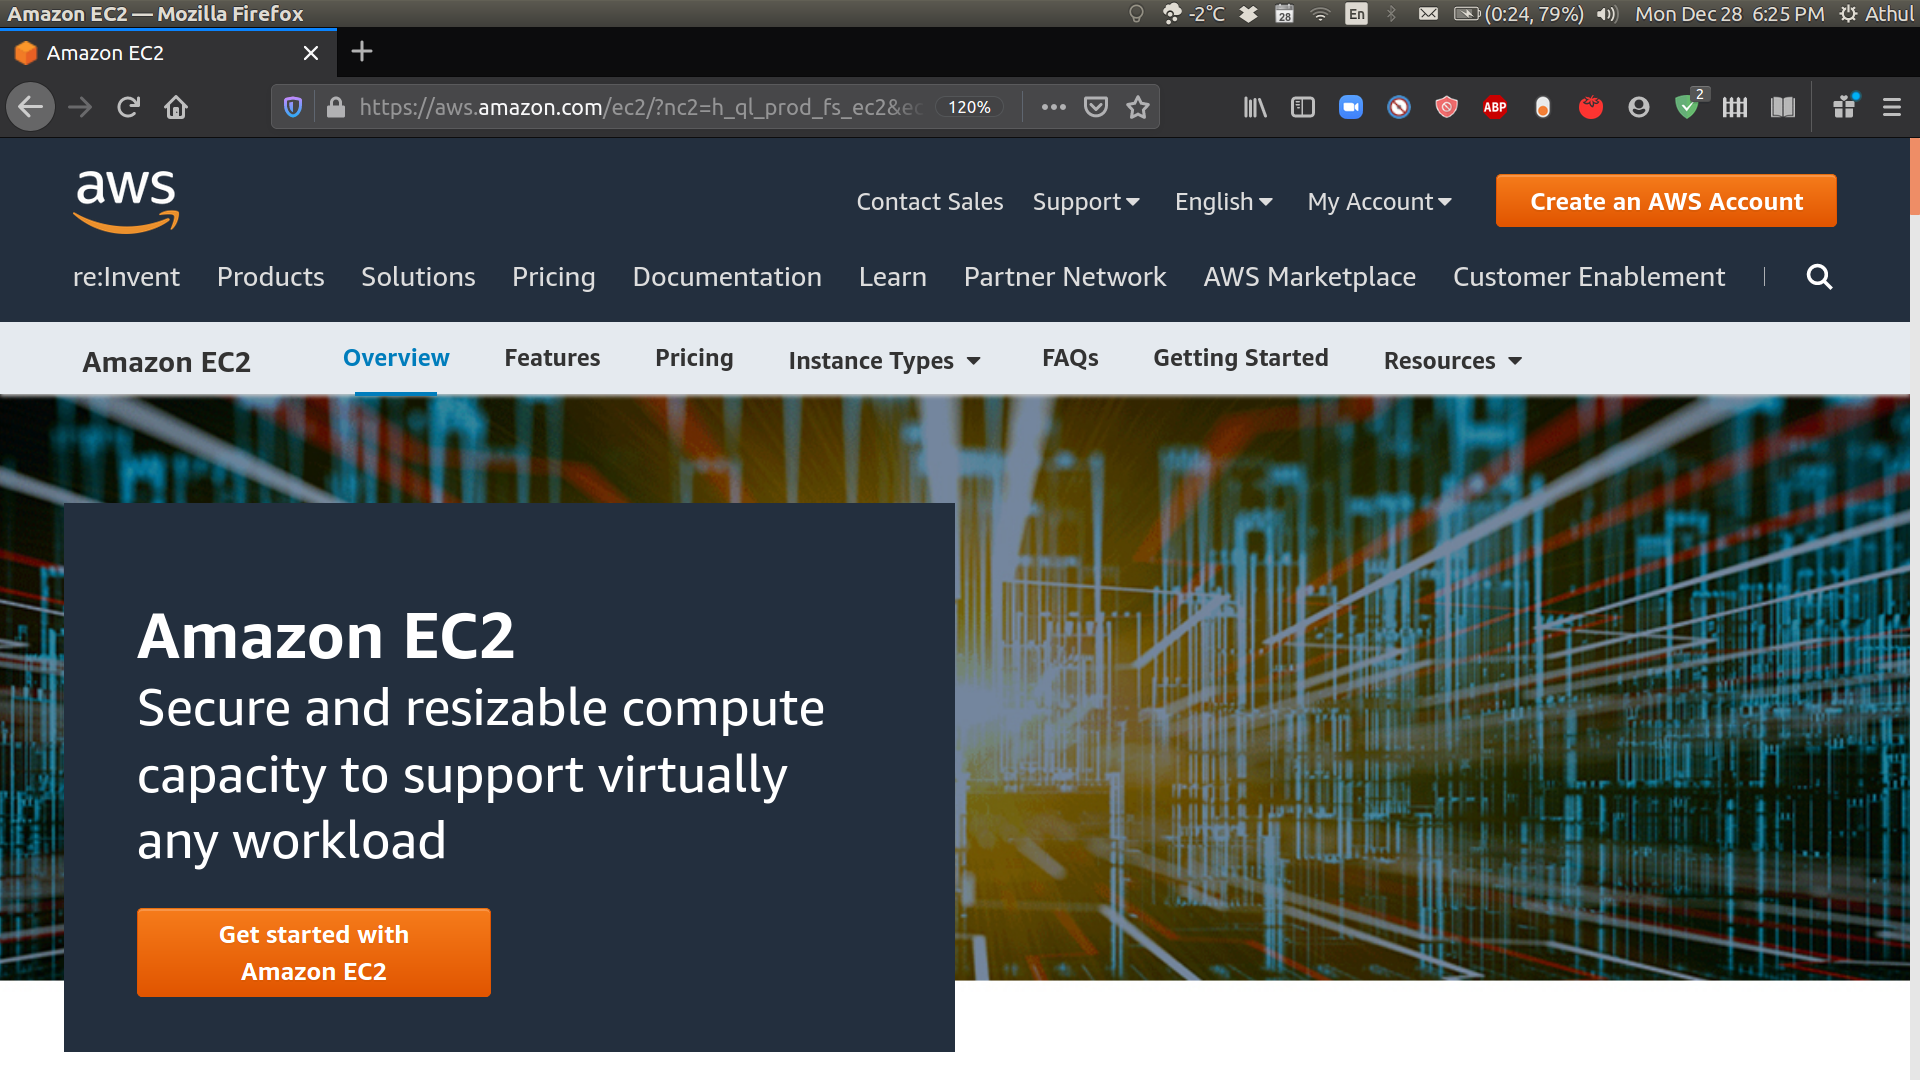 Amazon EC2 — Mozilla Firefox
-2°C 28 En (0:24, 79%) Mon Dec 28 6:25 PM Athul
Amazon EC2
https://aws.amazon.com/ec2/?nc2=h_ql_prod_fs_ec2&ec 120% ABP 2
aws
Contact Sales Support English My Account Create an AWS Account
re:Invent Products Solutions Pricing Documentation Learn Partner Network AWS Marketplace Customer Enablement
Amazon EC2 Overview Features Pricing Instance Types FAQs Getting Started Resources
Amazon EC2
Secure and resizable compute
capacity to support virtually
any workload
Get started with
Amazon EC2